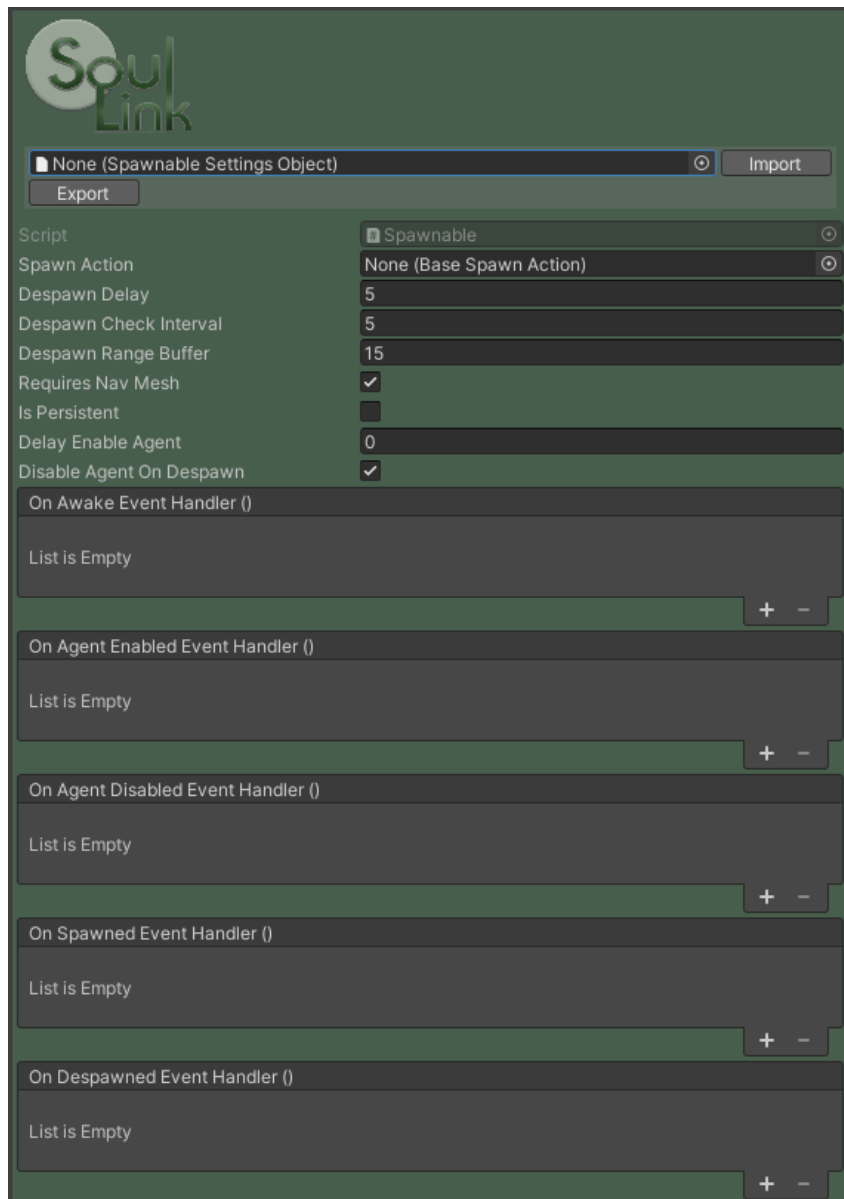 Soul
Link
None (Spawnable Settings Object) Import
Export
Script Spawnable
Spawn Action None (Base Spawn Action)
Despawn Delay 5
Despawn Check Interval 5
Despawn Range Buffer 15
Requires Nav Mesh
Is Persistent
Delay Enable Agent 0
Disable Agent On Despawn
On Awake Event Handler ()
List is Empty
+ −
On Agent Enabled Event Handler ()
List is Empty
+ −
On Agent Disabled Event Handler ()
List is Empty
+ −
On Spawned Event Handler ()
List is Empty
+ −
On Despawned Event Handler ()
List is Empty
+ −